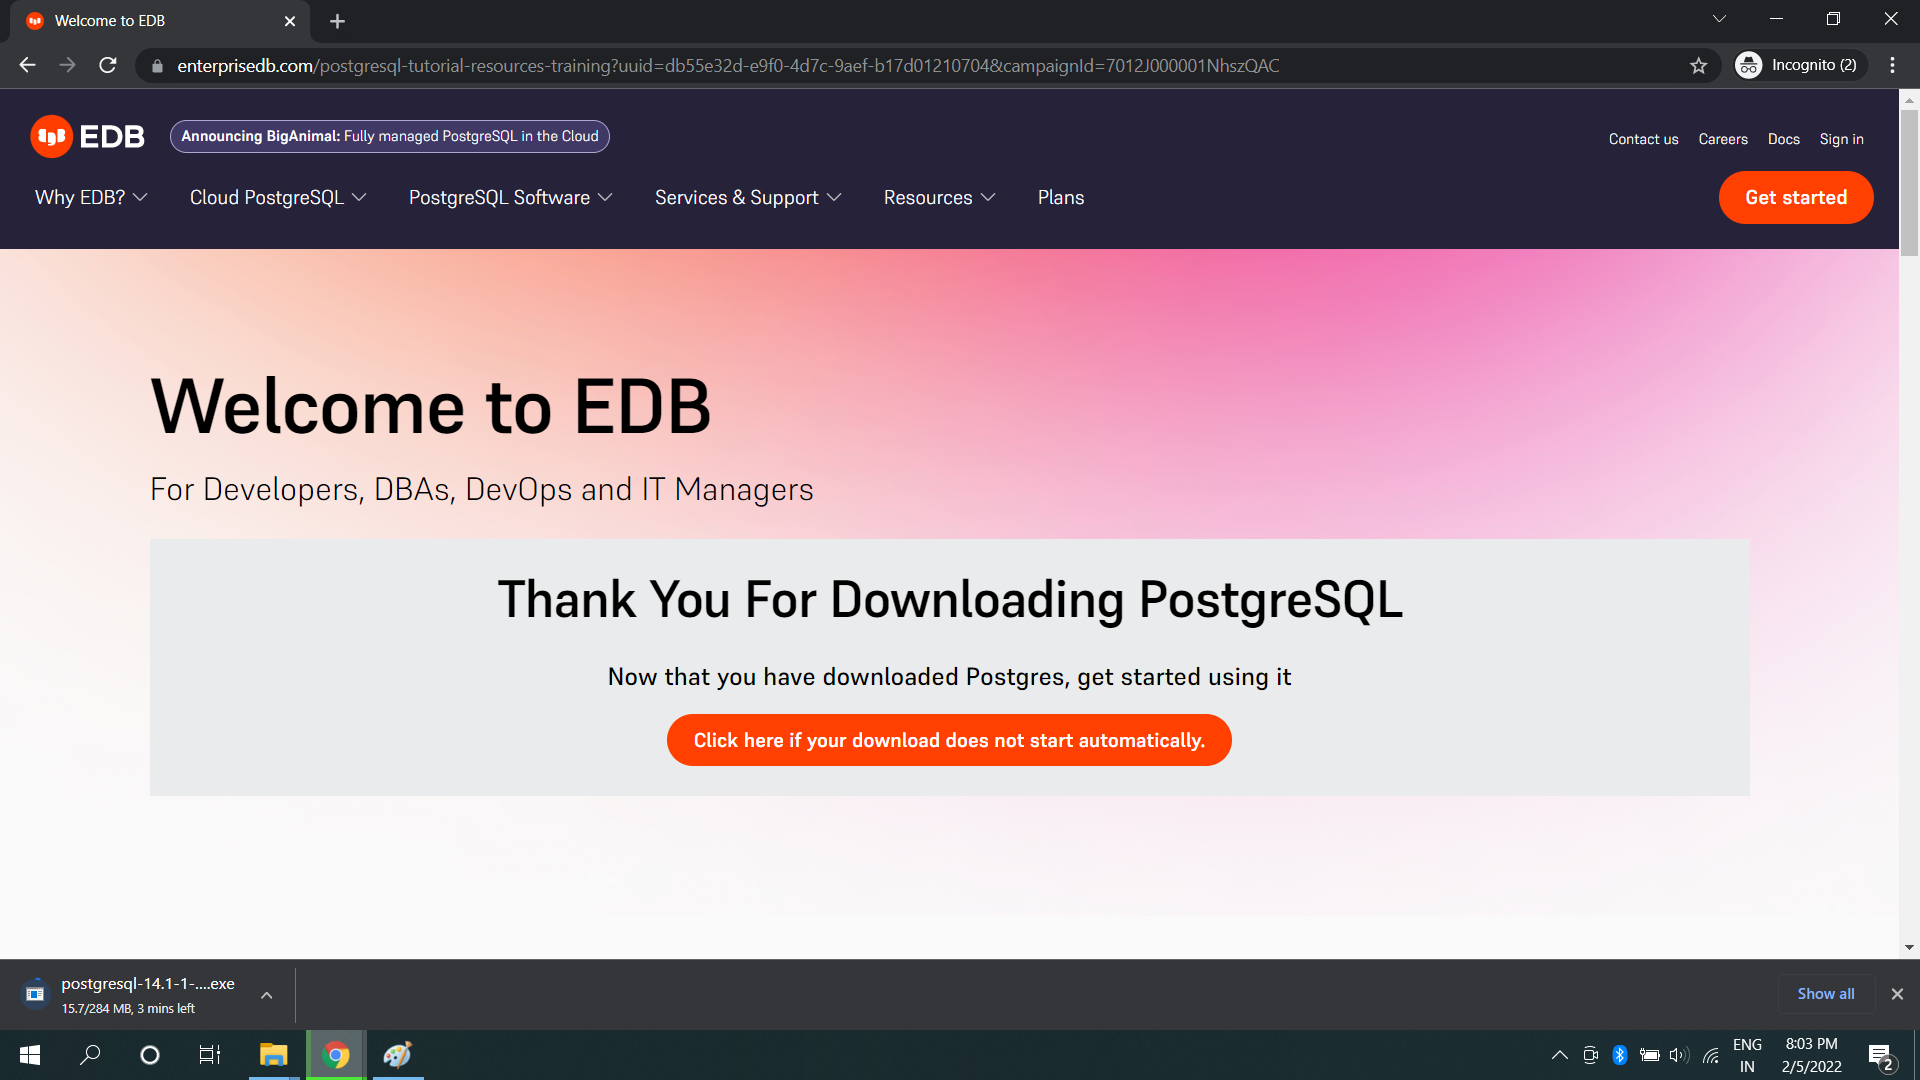 Welcome to EDB
enterprisedb.com/postgresql-tutorial-resources-training?uuid=db55e32d-e9f0-4d7c-9aef-b17d01210704&campaignId=7012J000001NhszQAC
Incognito (2)
EDB
Announcing BigAnimal: Fully managed PostgreSQL in the Cloud
Contact us Careers Docs Sign in
Why EDB? Cloud PostgreSQL PostgreSQL Software Services & Support Resources Plans
Get started
Welcome to EDB
For Developers, DBAs, DevOps and IT Managers
Thank You For Downloading PostgreSQL
Now that you have downloaded Postgres, get started using it
Click here if your download does not start automatically.
postgresql-14.1-1-....exe
15.7/284 MB, 3 mins left
Show all
ENG
IN
8:03 PM
2/5/2022
2